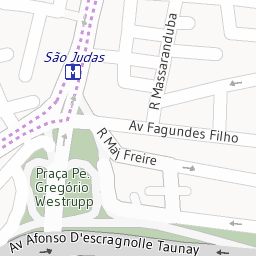 São Judas
M
R Massaranduba
Av Fagundes Filho
R Maj Freire
Praça Pe.
Gregório
Westrupp
Av Afonso D'escragnolle Taunay